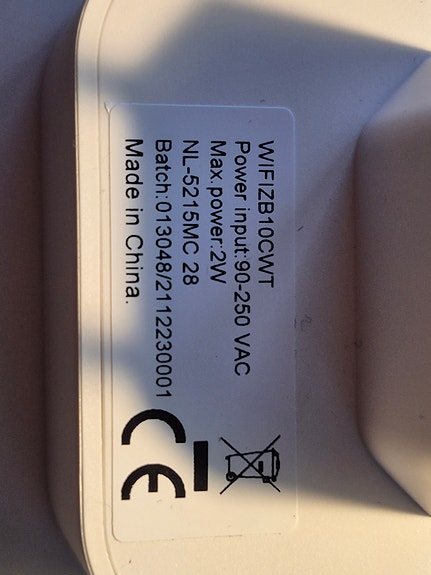 WIFIZB10CWT
Power input:90-250 VAC
Max.power:2W
NL-5215MC 28
Batch:013048/2112230001
Made in China.
CE